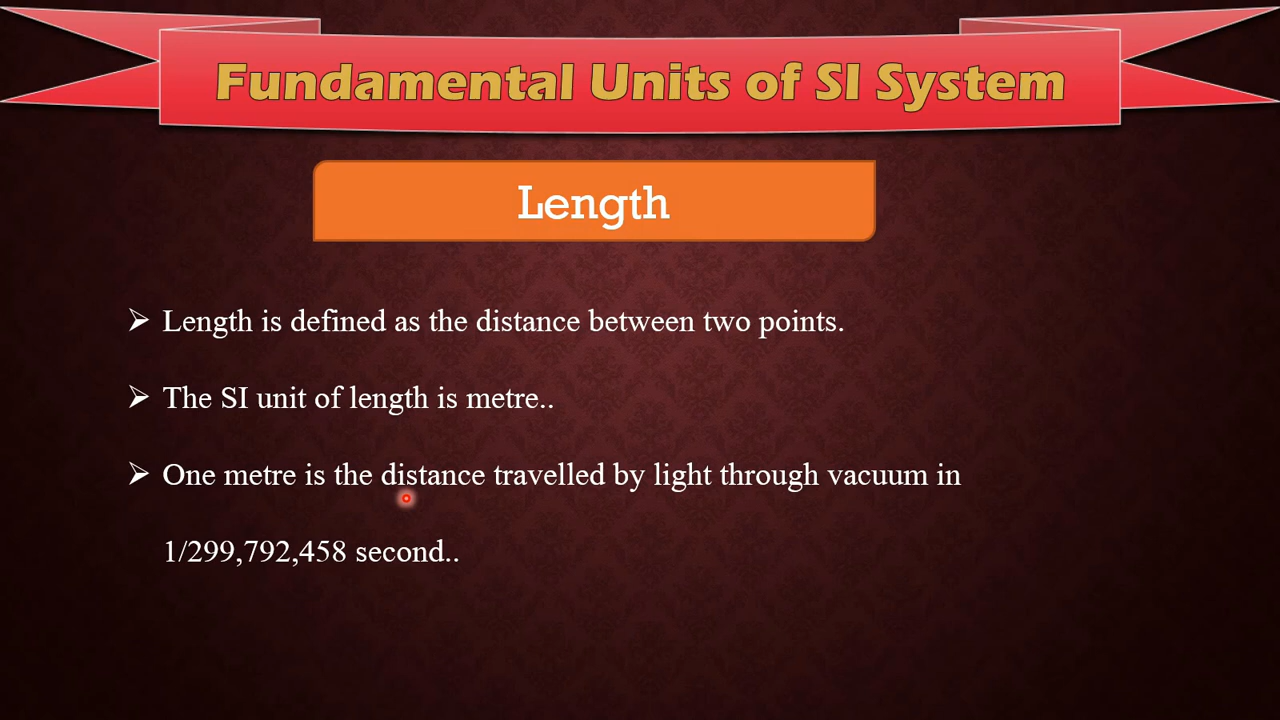 Fundamental Units of SI System
Length
➢ Length is defined as the distance between two points.
➢ The SI unit of length is metre..
➢ One metre is the distance travelled by light through vacuum in
1/299,792,458 second..